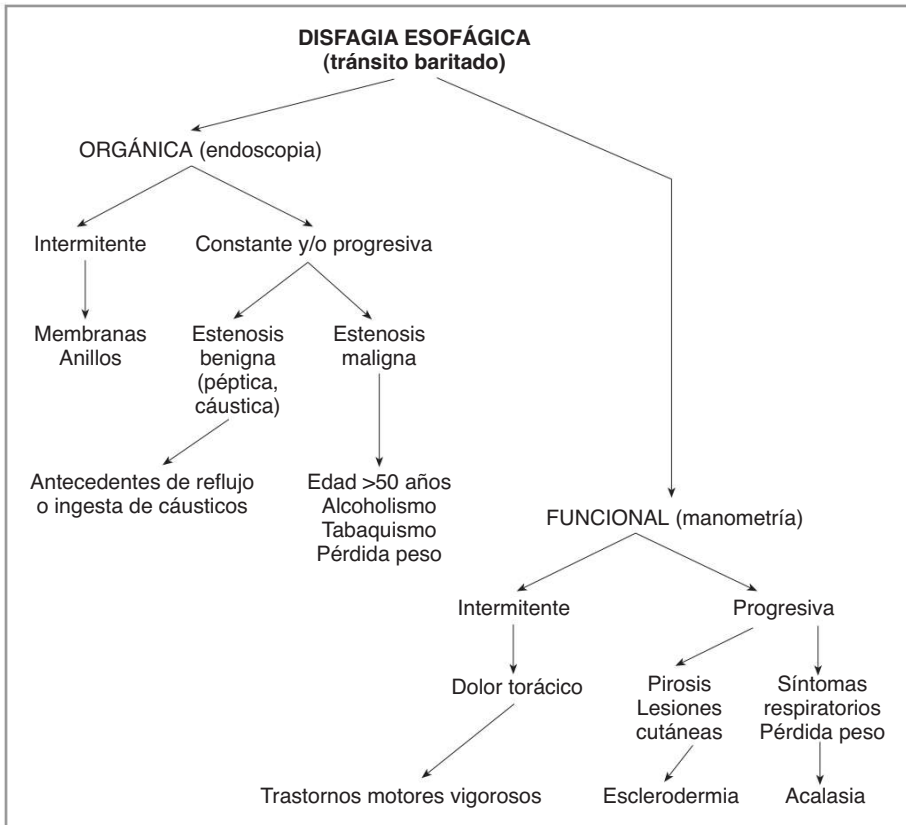 DISFAGIA ESOFÁGICA
(tránsito baritado)
ORGÁNICA (endoscopia)
Intermitente
Constante y/o progresiva
Membranas
Anillos
Estenosis
benigna
(péptica,
cáustica)
Estenosis
maligna
Antecedentes de reflujo
o ingesta de cáusticos
Edad >50 años
Alcoholismo
Tabaquismo
Pérdida peso
FUNCIONAL (manometría)
Intermitente
Progresiva
Dolor torácico
Pirosis
Lesiones
cutáneas
Síntomas
respiratorios
Pérdida peso
Trastornos motores vigorosos
Esclerodermia
Acalasia